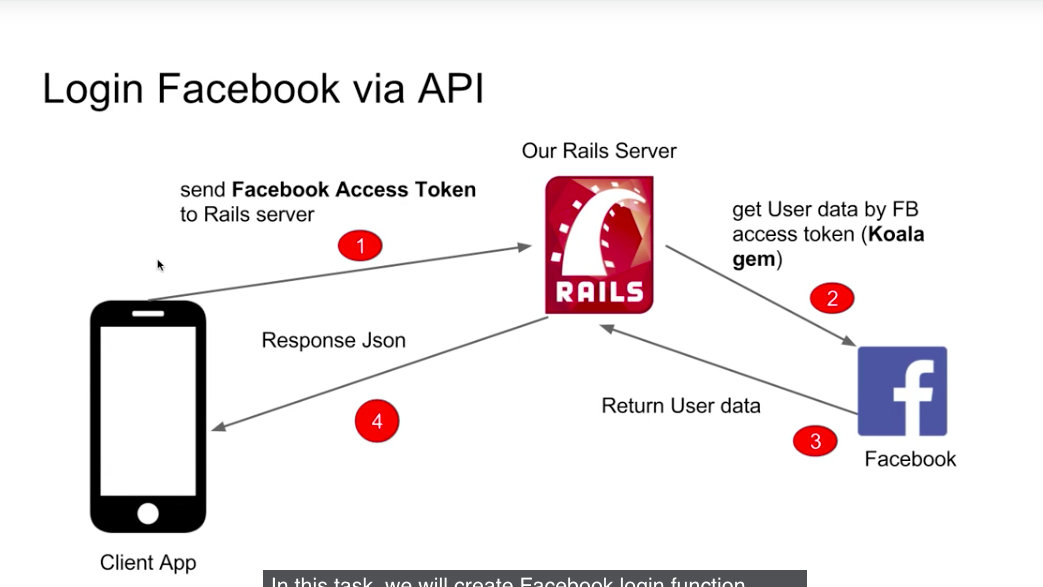 Login Facebook via API
Our Rails Server
send Facebook Access Token
to Rails server
1
get User data by FB
access token (Koala
gem)
2
RAILS
Response Json
4
Return User data
3
f
Facebook
Client App
In this task, we will create Facebook login function